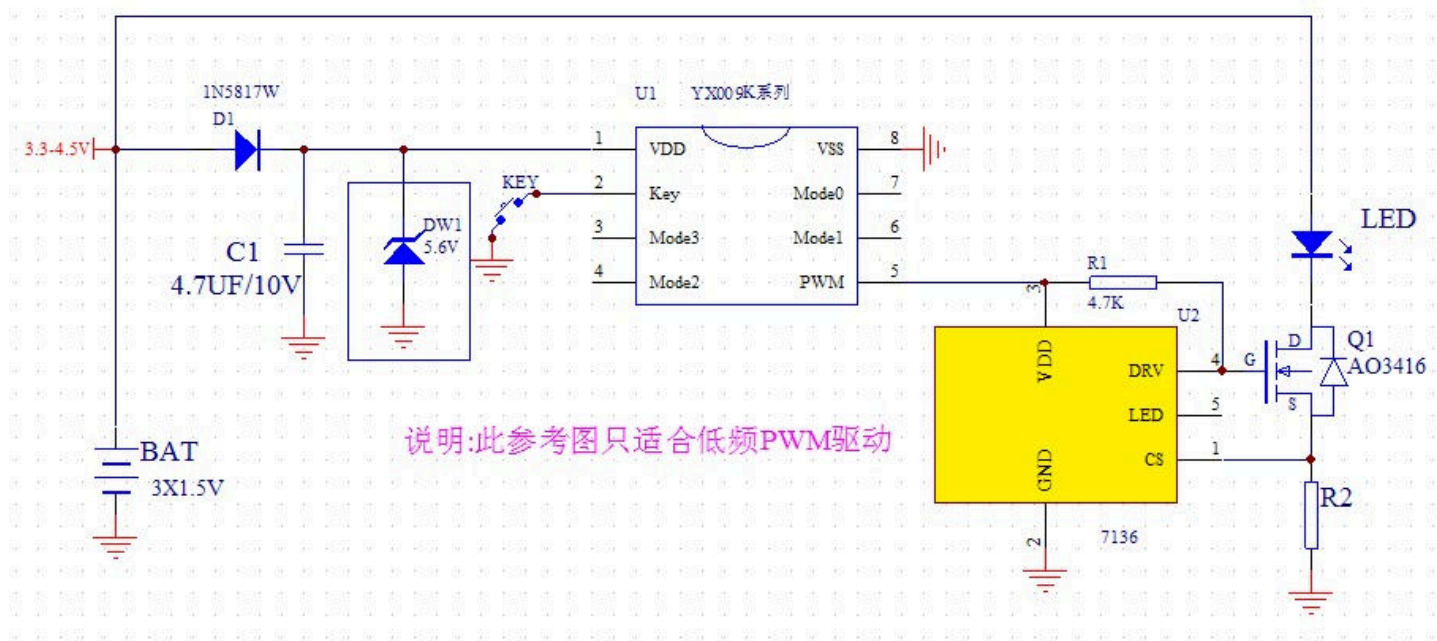 1N5817W
D1
3.3-4.5V
U1 YX009K系列
1 VDD
VSS 8
2 Key
Mode0 7
3 Mode3
Mode1 6
4 Mode2
PWM 5
KEY
C1
4.7UF/10V
DW1
5.6V
LED
R1
4.7K
U2
3
VDD
DRV 4
LED 5
CS 1
GND
2
7136
G
D
S
Q1
AO3416
R2
BAT
3X1.5V
说明:此参考图只适合低频PWM驱动